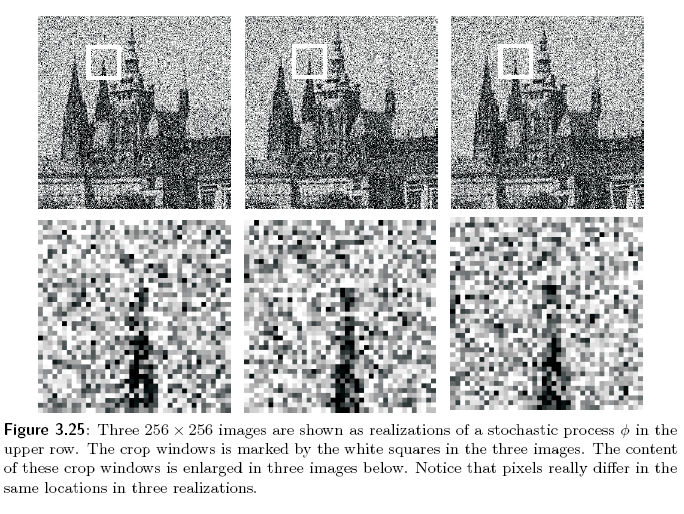 Figure 3.25: Three 256 × 256 images are shown as realizations of a stochastic process ϕ in the
upper row. The crop windows is marked by the white squares in the three images. The content
of these crop windows is enlarged in three images below. Notice that pixels really differ in the
same locations in three realizations.